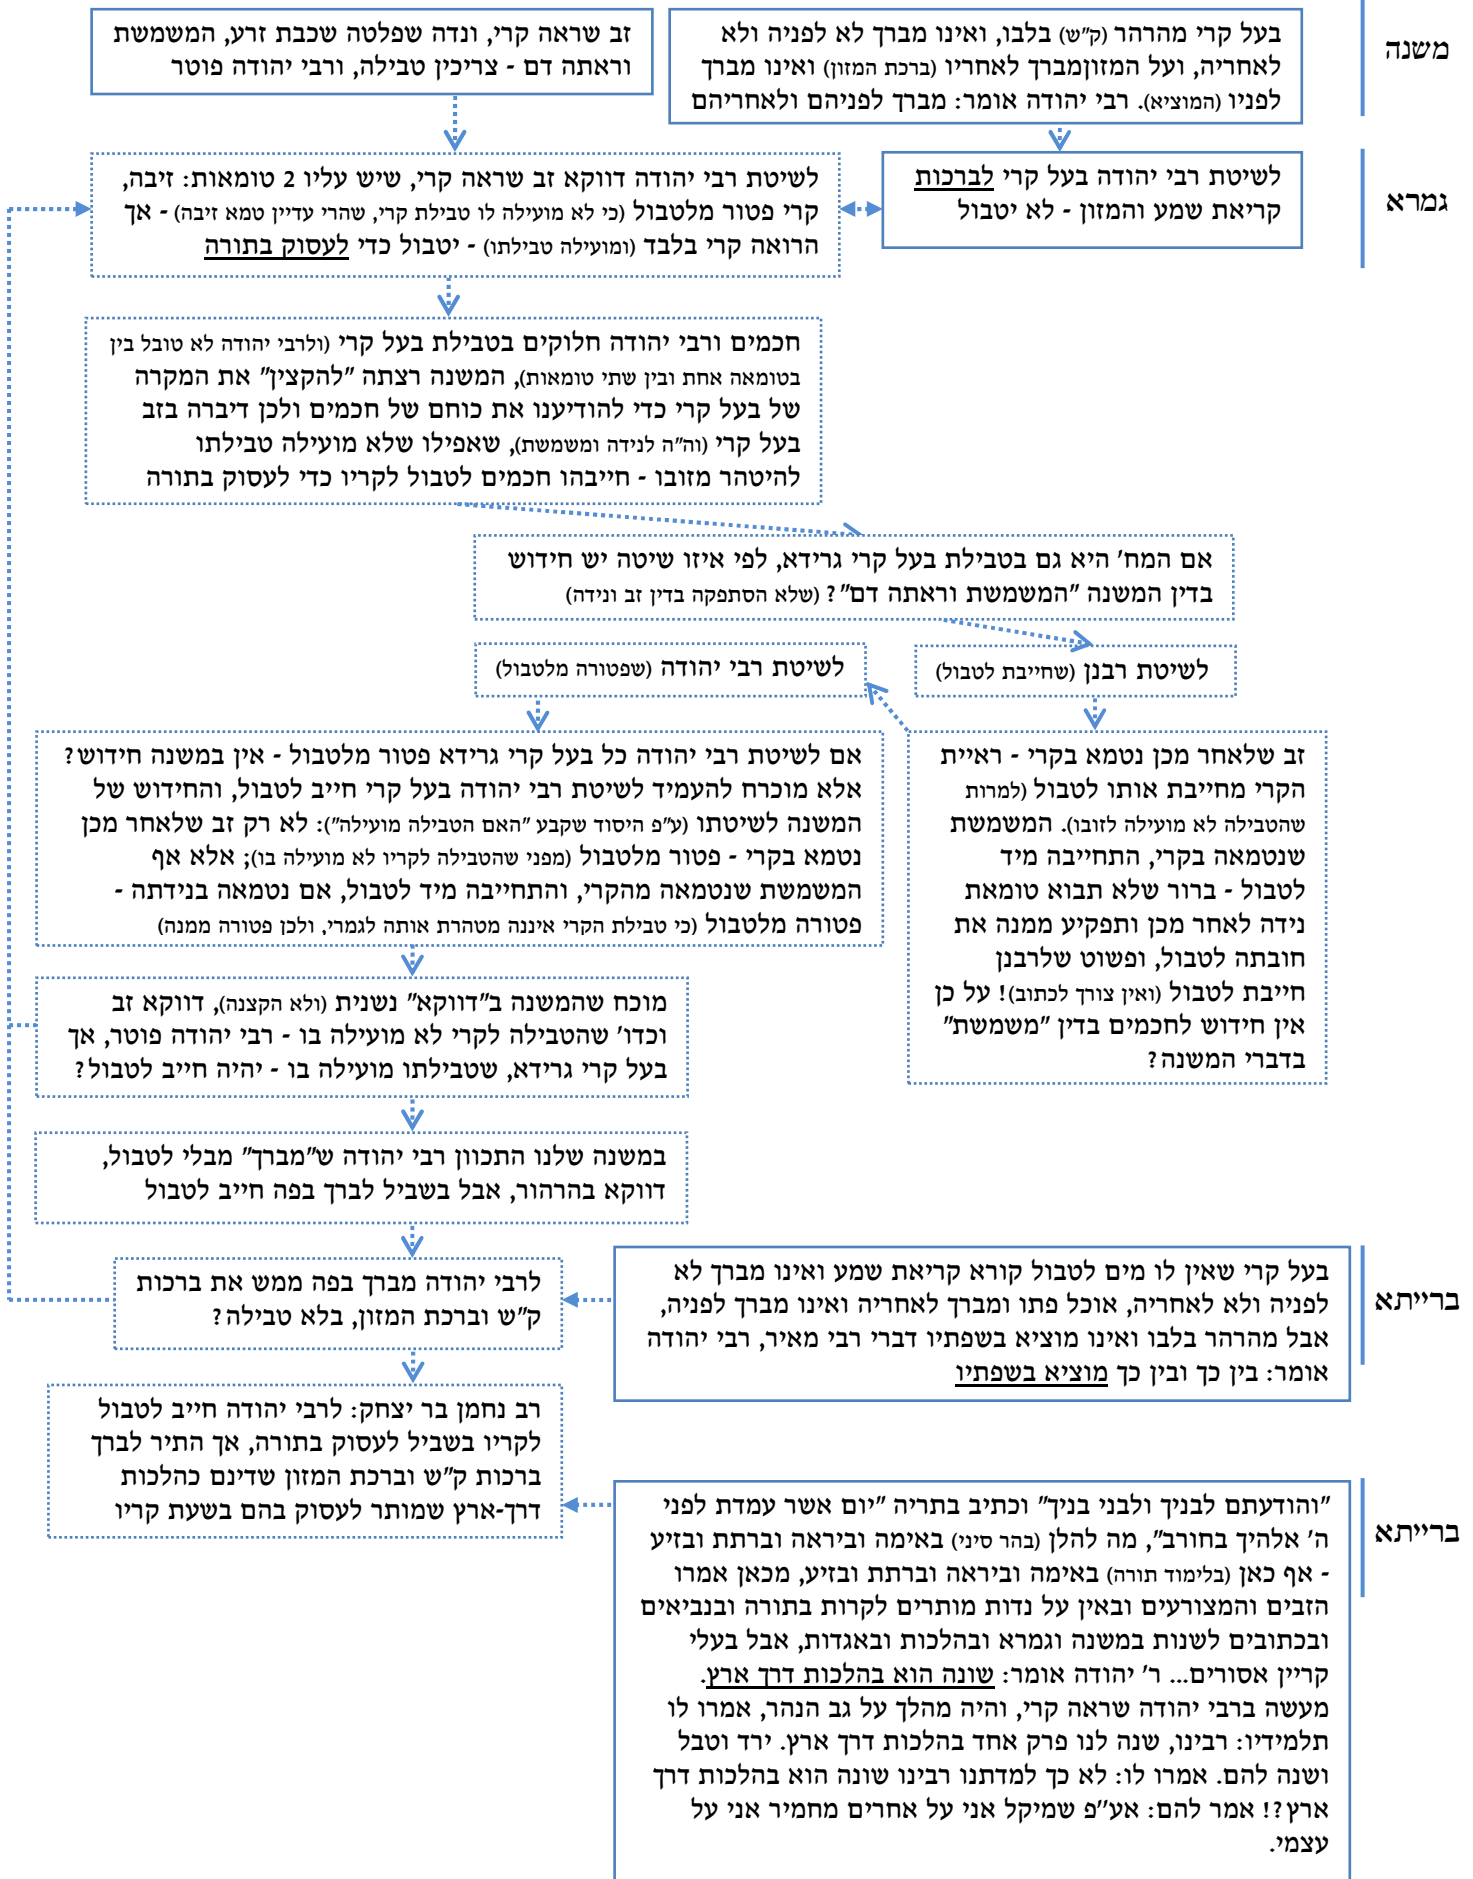 משנה
בעל קרי מהרהר (ק"ש) בלבו, ואינו מברך לא לפניה ולא
לאחריה, ועל המזוןמברך לאחריו (ברכת המזון) ואינו מברך
לפניו (המוציא). רבי יהודה אומר: מברך לפניהם ולאחריהם
זב שראה קרי, ונדה שפלטה שכבת זרע, המשמשת
וראתה דם - צריכין טבילה, ורבי יהודה פוטר
גמרא
לשיטת רבי יהודה בעל קרי לברכות
קריאת שמע והמזון - לא יטבול
לשיטת רבי יהודה דווקא זב שראה קרי, שיש עליו 2 טומאות: זיבה,
קרי פטור מלטבול (כי לא מועילה לו טבילת קרי, שהרי עדיין טמא זיבה) - אך
הרואה קרי בלבד (ומועילה טבילתו) - יטבול כדי לעסוק בתורה
חכמים ורבי יהודה חלוקים בטבילת בעל קרי (ולרבי יהודה לא טובל בין
בטומאה אחת ובין שתי טומאות), המשנה רצתה "להקצין" את המקרה
של בעל קרי כדי להודיענו את כוחם של חכמים ולכן דיברה בזב
בעל קרי (וה"ה לנידה ומשמשת), שאפילו שלא מועילה טבילתו
להיטהר מזובו - חייבהו חכמים לטבול לקריו כדי לעסוק בתורה
אם המח' היא גם בטבילת בעל קרי גרידא, לפי איזו שיטה יש חידוש
בדין המשנה "המשמשת וראתה דם"? (שלא הסתפקה בדין זב ונידה)
לשיטת רבנן (שחייבת לטבול)
לשיטת רבי יהודה (שפטורה מלטבול)
זב שלאחר מכן נטמא בקרי - ראיית
הקרי מחייבת אותו לטבול (למרות
שהטבילה לא מועילה לזובו). המשמשת
שנטמאה בקרי, התחייבה מיד
לטבול - ברור שלא תבוא טומאת
נידה לאחר מכן ותפקיע ממנה את
חובתה לטבול, ופשוט שלרבנן
חייבת לטבול (ואין צורך לכתוב)! על כן
אין חידוש לחכמים בדין "משמשת"
בדברי המשנה?
אם לשיטת רבי יהודה כל בעל קרי גרידא פטור מלטבול - אין במשנה חידוש?
אלא מוכרח להעמיד לשיטת רבי יהודה בעל קרי חייב לטבול, והחידוש של
המשנה לשיטתו (ע"פ היסוד שקבע "האם הטבילה מועילה"): לא רק זב שלאחר מכן
נטמא בקרי - פטור מלטבול (מפני שהטבילה לקריו לא מועילה בו); אלא אף
המשמשת שנטמאה מהקרי, והתחייבה מיד לטבול, אם נטמאה בנידתה -
פטורה מלטבול (כי טבילת הקרי איננה מטהרת אותה לגמרי, ולכן פטורה ממנה)
מוכח שהמשנה ב"דווקא" נשנית (ולא הקצנה), דווקא זב
וכדו' שהטבילה לקרי לא מועילה בו - רבי יהודה פוטר, אך
בעל קרי גרידא, שטבילתו מועילה בו - יהיה חייב לטבול?
במשנה שלנו התכוון רבי יהודה ש"מברך" מבלי לטבול,
דווקא בהרהור, אבל בשביל לברך בפה חייב לטבול
ברייתא
בעל קרי שאין לו מים לטבול קורא קריאת שמע ואינו מברך לא
לפניה ולא לאחריה, אוכל פתו ומברך לאחריה ואינו מברך לפניה,
אבל מהרהר בלבו ואינו מוציא בשפתיו דברי רבי מאיר, רבי יהודה
אומר: בין כך ובין כך מוציא בשפתיו
לרבי יהודה מברך בפה ממש את ברכות
ק"ש וברכת המזון, בלא טבילה?
רב נחמן בר יצחק: לרבי יהודה חייב לטבול
לקריו בשביל לעסוק בתורה, אך התיר לברך
ברכות ק"ש וברכת המזון שדינם כהלכות
דרך-ארץ שמותר לעסוק בהם בשעת קריו
ברייתא
"והודעתם לבניך ולבני בניך" וכתיב בתריה "יום אשר עמדת לפני
ה' אלהיך בחורב", מה להלן (בהר סיני) באימה וביראה וברתת ובזיע
- אף כאן (בלימוד תורה) באימה וביראה וברתת ובזיע, מכאן אמרו
הזבים והמצורעים ובאין על נדות מותרים לקרות בתורה ובנביאים
ובכתובים לשנות במשנה וגמרא ובהלכות ובאגדות, אבל בעלי
קריין אסורים... ר' יהודה אומר: שונה הוא בהלכות דרך ארץ.
מעשה ברבי יהודה שראה קרי, והיה מהלך על גב הנהר, אמרו לו
תלמידיו: רבינו, שנה לנו פרק אחד בהלכות דרך ארץ. ירד וטבל
ושנה להם. אמרו לו: לא כך למדתנו רבינו שונה הוא בהלכות דרך
ארץ?! אמר להם: אע"פ שמיקל אני על אחרים מחמיר אני על
עצמי.